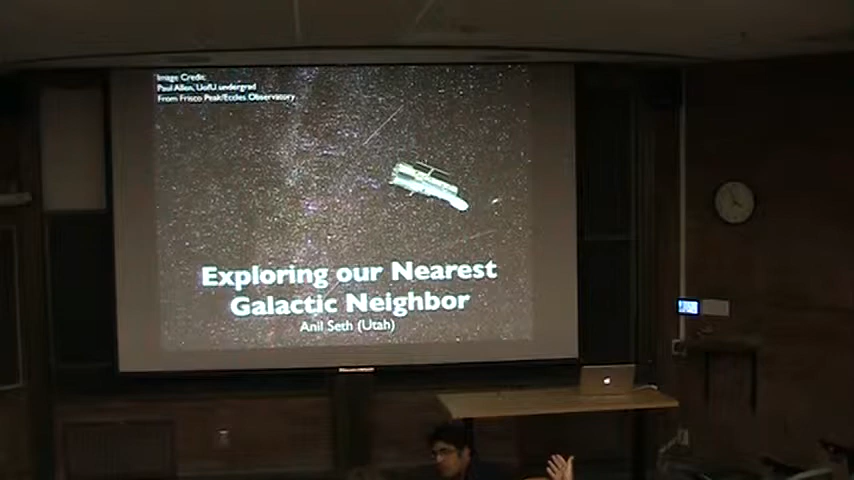 Image Credit:
Paul Allen, UofU undergrad
From Frisco Peak/Eccles Observatory
Exploring our Nearest
Galactic Neighbor
Anil Seth (Utah)